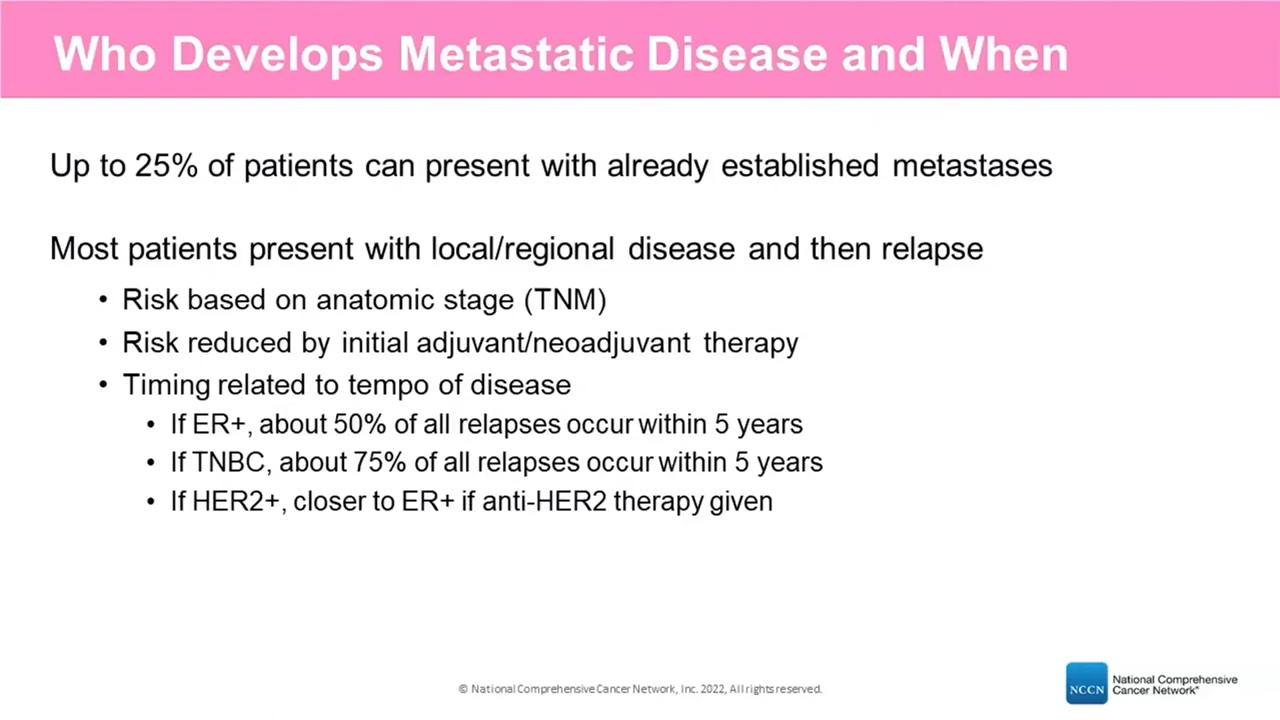 Who Develops Metastatic Disease and When
Up to 25% of patients can present with already established metastases
Most patients present with local/regional disease and then relapse
• Risk based on anatomic stage (TNM)
• Risk reduced by initial adjuvant/neoadjuvant therapy
• Timing related to tempo of disease
• If ER+, about 50% of all relapses occur within 5 years
• If TNBC, about 75% of all relapses occur within 5 years
• If HER2+, closer to ER+ if anti-HER2 therapy given
© National Comprehensive Cancer Network, Inc. 2022, All rights reserved.
NCCN
National Comprehensive
Cancer Network®